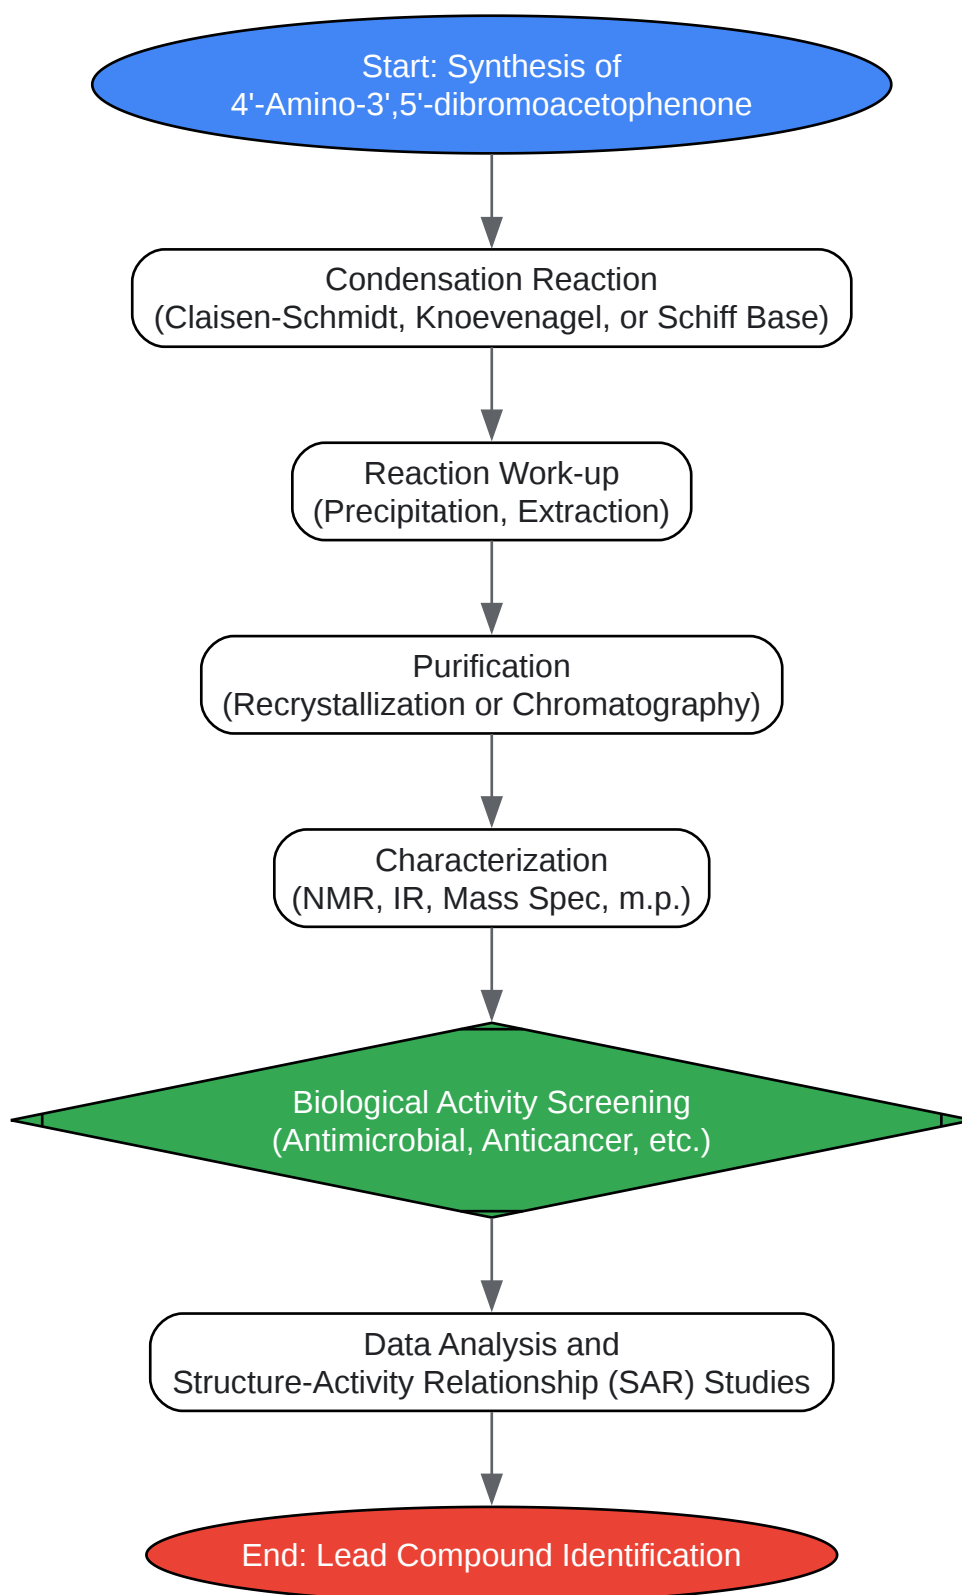 Start: Synthesis of
4'-Amino-3',5'-dibromoacetophenone
Condensation Reaction
(Claisen-Schmidt, Knoevenagel, or Schiff Base)
Reaction Work-up
(Precipitation, Extraction)
Purification
(Recrystallization or Chromatography)
Characterization
(NMR, IR, Mass Spec, m.p.)
Biological Activity Screening
(Antimicrobial, Anticancer, etc.)
Data Analysis and
Structure-Activity Relationship (SAR) Studies
End: Lead Compound Identification